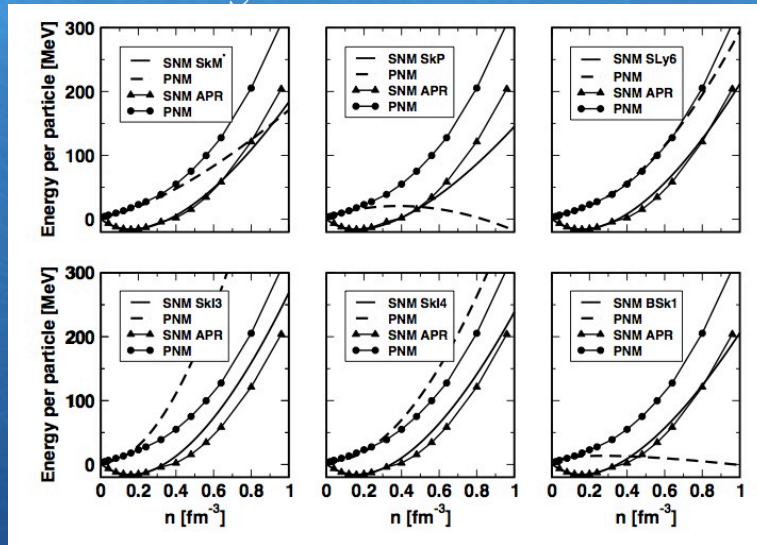 300
200
100
0
Energy per particle [MeV]
SNM SkM*
PNM
SNM APR
PNM
SNM SkP
PNM
SNM APR
PNM
SNM SLy6
PNM
SNM APR
PNM
300
200
100
0
Energy per particle [MeV]
SNM SkI3
PNM
SNM APR
PNM
SNM SkI4
PNM
SNM APR
PNM
SNM BSk1
PNM
SNM APR
PNM
0 0.2 0.4 0.6 0.8 1
0 0.2 0.4 0.6 0.8 1
0 0.2 0.4 0.6 0.8 1
n [fm⁻³]
n [fm⁻³]
n [fm⁻³]